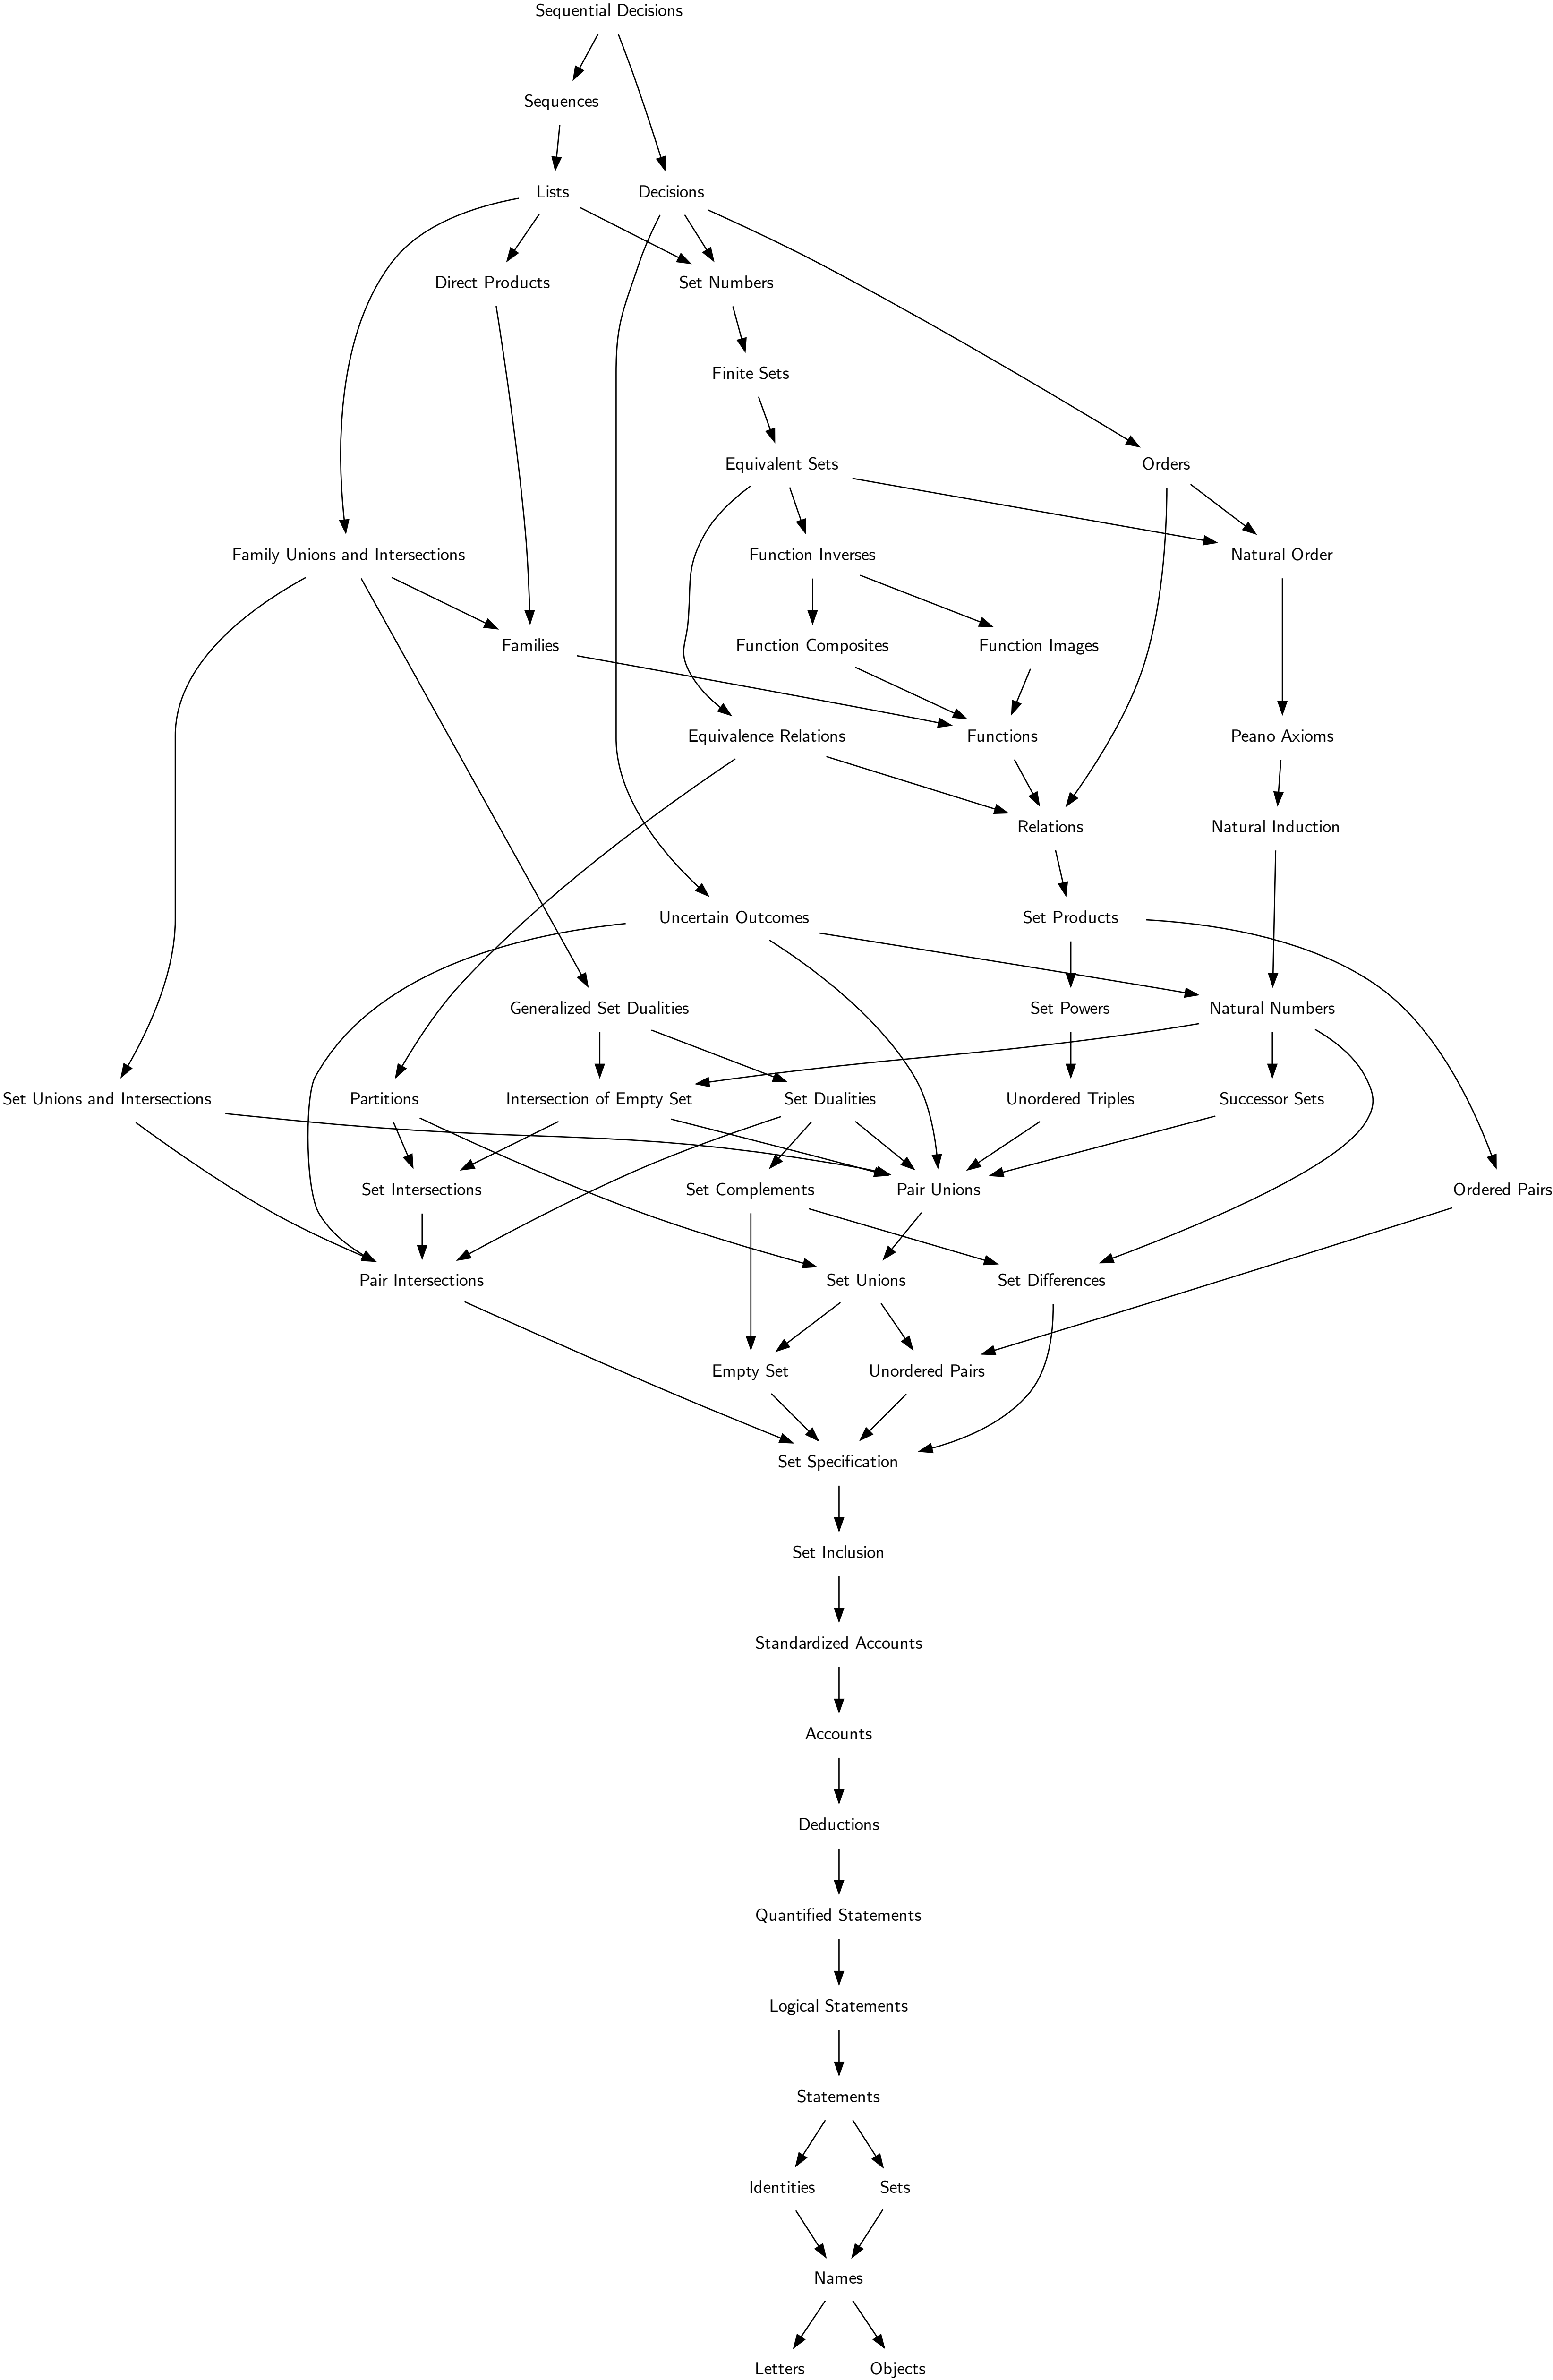 Sequential Decisions
Sequences
Lists
Decisions
Direct Products
Set Numbers
Finite Sets
Equivalent Sets
Orders
Family Unions and Intersections
Function Inverses
Natural Order
Families
Function Composites
Function Images
Equivalence Relations
Functions
Peano Axioms
Relations
Natural Induction
Uncertain Outcomes
Set Products
Generalized Set Dualities
Set Powers
Natural Numbers
Set Unions and Intersections
Partitions
Intersection of Empty Set
Set Dualities
Unordered Triples
Successor Sets
Set Intersections
Set Complements
Pair Unions
Ordered Pairs
Pair Intersections
Set Unions
Set Differences
Empty Set
Unordered Pairs
Set Specification
Set Inclusion
Standardized Accounts
Accounts
Deductions
Quantified Statements
Logical Statements
Statements
Identities
Sets
Names
Letters
Objects